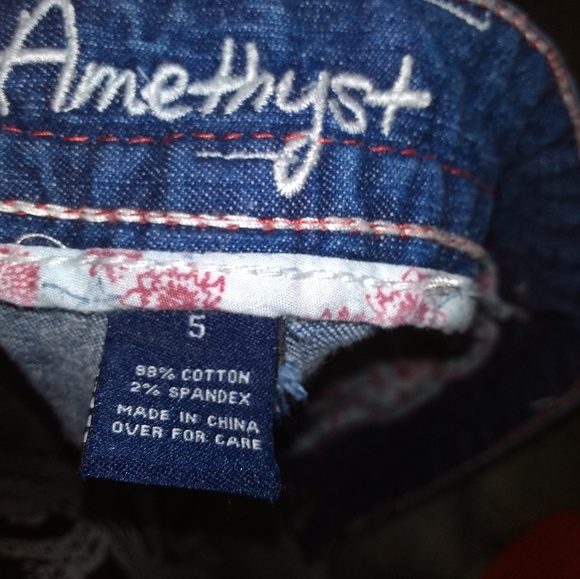 Amethyst
5
98% COTTON
2% SPANDEX
MADE IN CHINA
OVER FOR CARE